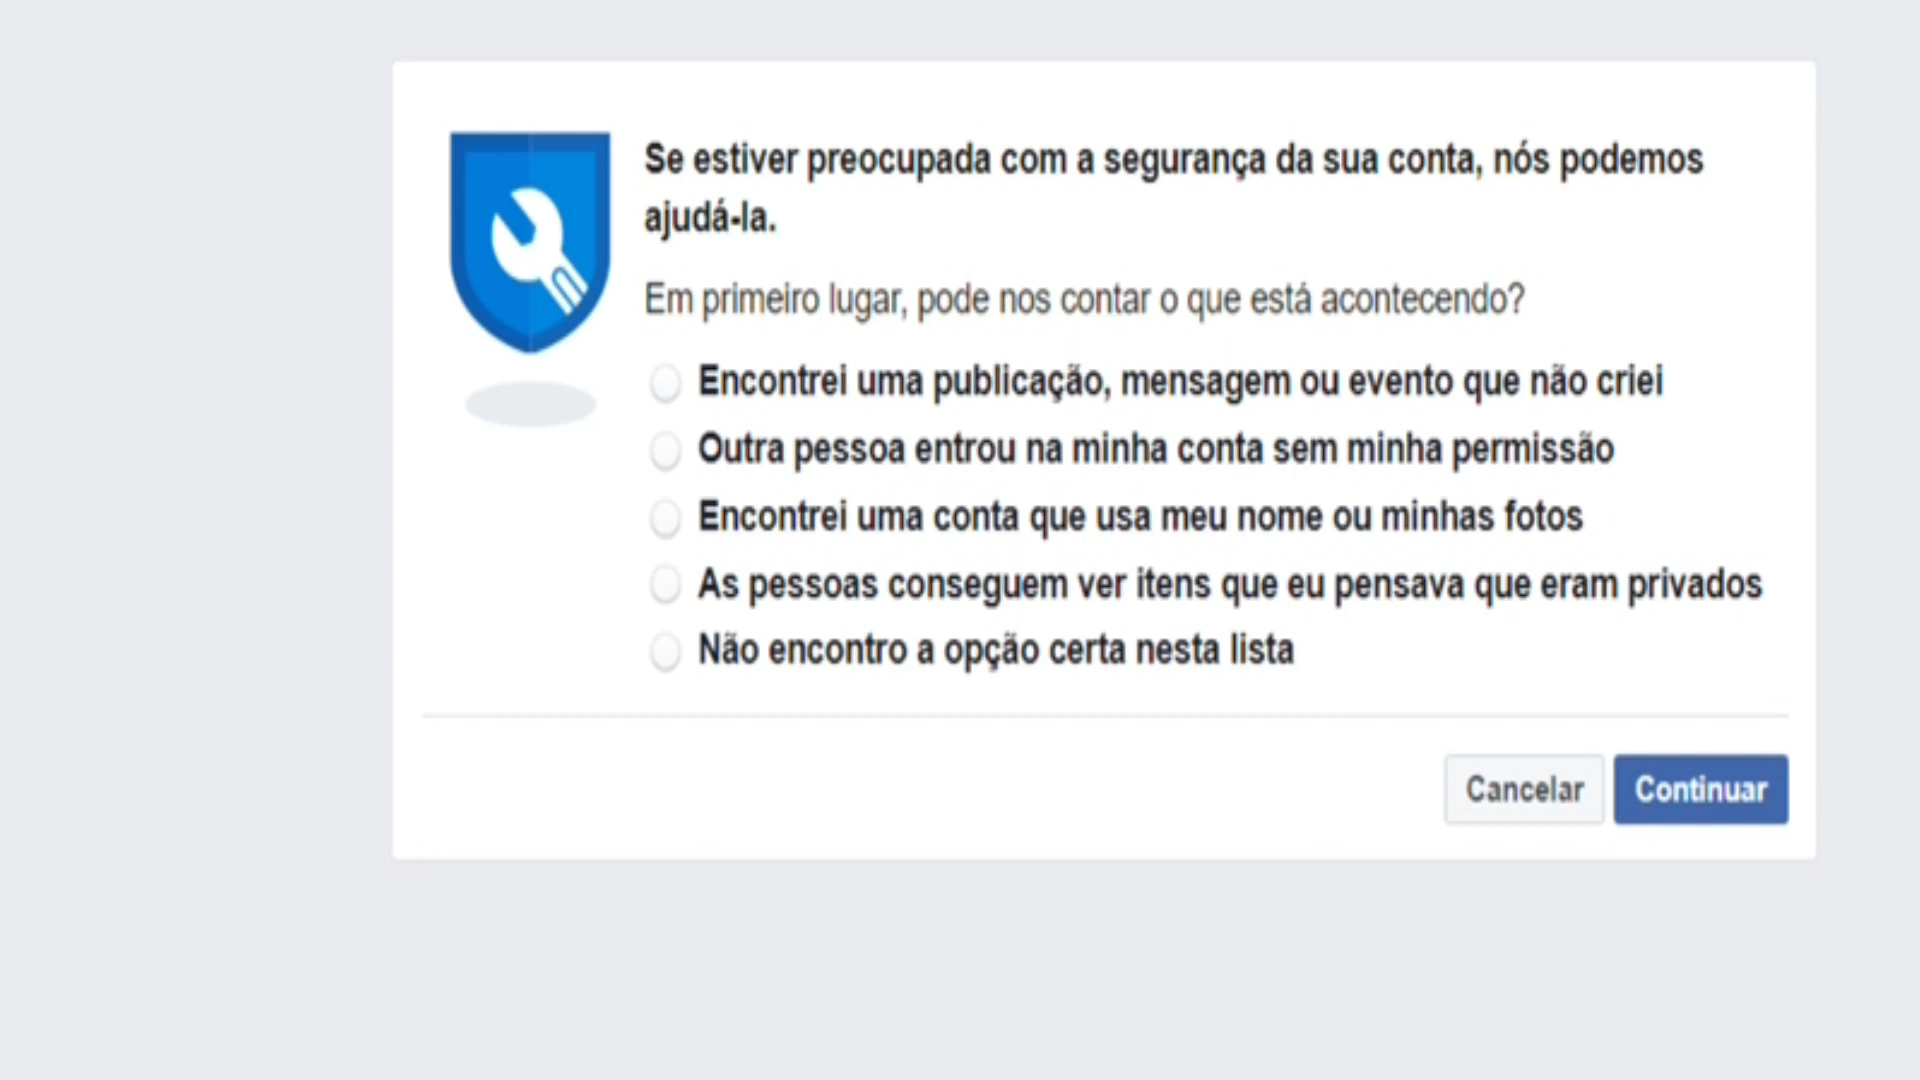 Se estiver preocupada com a segurança da sua conta, nós podemos
ajudá-la.
Em primeiro lugar, pode nos contar o que está acontecendo?
Encontrei uma publicação, mensagem ou evento que não criei
Outra pessoa entrou na minha conta sem minha permissão
Encontrei uma conta que usa meu nome ou minhas fotos
As pessoas conseguem ver itens que eu pensava que eram privados
Não encontro a opção certa nesta lista
Cancelar Continuar